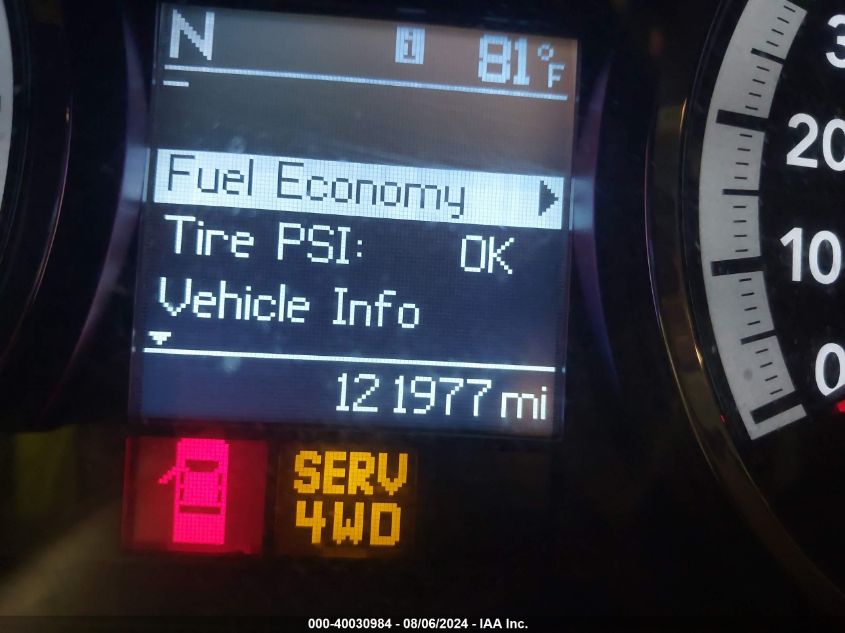 N i 81°F
Fuel Economy
Tire PSI: OK
Vehicle Info
121977 mi
SERV
4WD
20
10
0
000-40030984 - 08/06/2024 - IAA Inc.